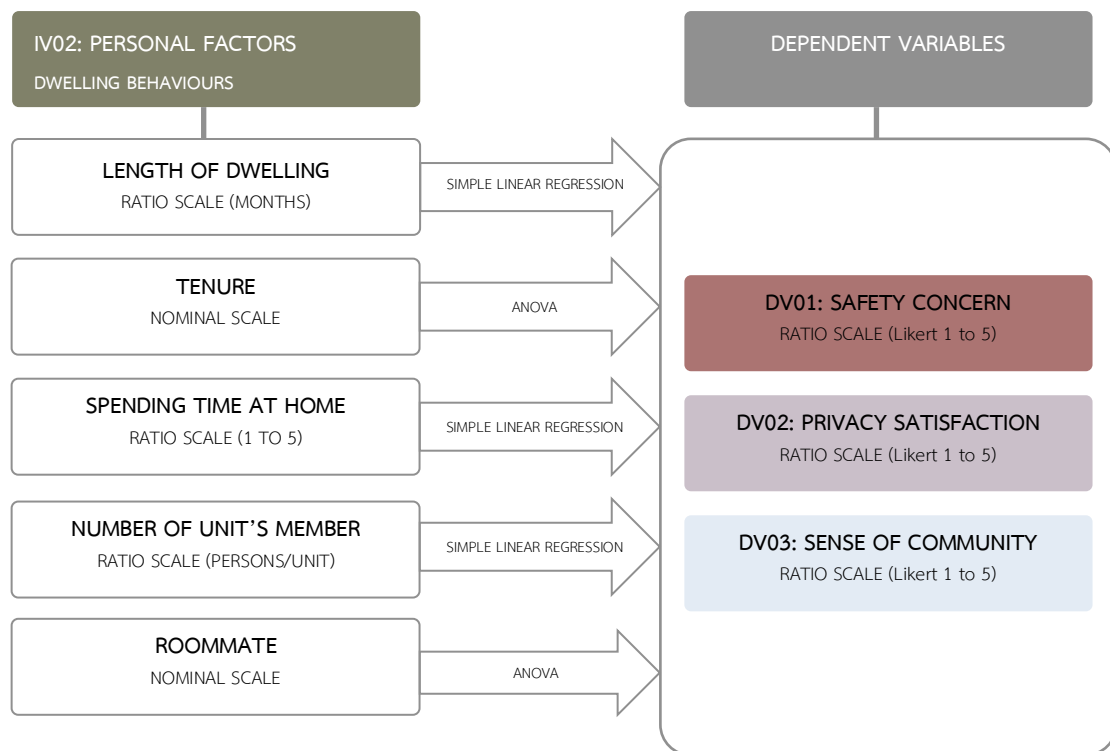 IV02: PERSONAL FACTORS
DWELLING BEHAVIOURS
DEPENDENT VARIABLES
LENGTH OF DWELLING
RATIO SCALE (MONTHS)
SIMPLE LINEAR REGRESSION
TENURE
NOMINAL SCALE
ANOVA
DV01: SAFETY CONCERN
RATIO SCALE (Likert 1 to 5)
SPENDING TIME AT HOME
RATIO SCALE (1 TO 5)
SIMPLE LINEAR REGRESSION
DV02: PRIVACY SATISFACTION
RATIO SCALE (Likert 1 to 5)
NUMBER OF UNIT’S MEMBER
RATIO SCALE (PERSONS/UNIT)
SIMPLE LINEAR REGRESSION
DV03: SENSE OF COMMUNITY
RATIO SCALE (Likert 1 to 5)
ROOMMATE
NOMINAL SCALE
ANOVA